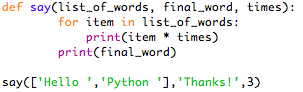 def say(list_of_words, final_word, times):
        for item in list_of_words:
            print(item * times)
        print(final_word)

say(['Hello ','Python '],'Thanks!',3)